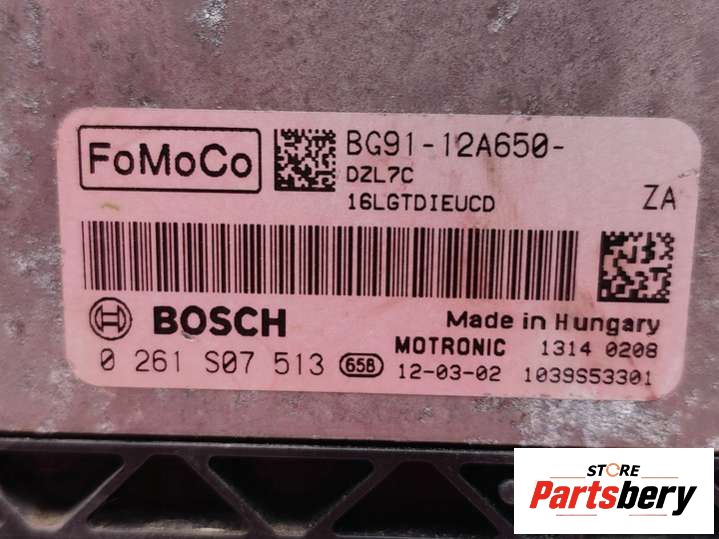 FoMoCo
BG91-12A650-
DZL7C
16LGTDIEUCD
ZA
BOSCH
Made in Hungary
0 261 S07 513
65B
MOTRONIC
1314 0208
12-03-02
1039S53301
STORE
Partsbery